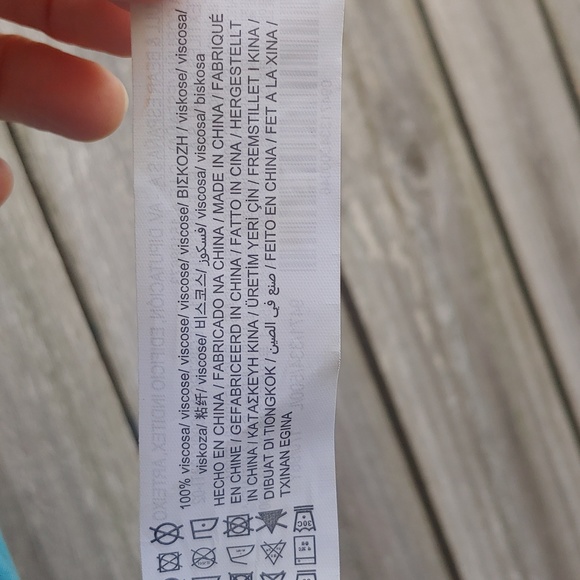 100% viscosa/ viscose/ viscose/ viscose/ viscose/ ΒΙΣΚΟΖΗ / viskose/ viscosa/
viskoza/ 粘纤/ viscose/ 비스코스/ فسكوز/ viscosa/ viscosa/ biskosa
HECHO EN CHINA / FABRICADO NA CHINA / MADE IN CHINA / FABRIQUÉ
EN CHINE / GEFABRICEERD IN CHINA / FATTO IN CINA / HERGESTELLT
IN CHINA / ΚΑΤΑΣΚΕΥΗ ΚΙΝΑ / ÜRETİM YERİ ÇİN / FREMSTILLET I KINA /
DIBUAT DI TIONGKOK / صنع في الصين / FEITO EN CHINA / FET A LA XINA /
TXINAN EGINA
30C